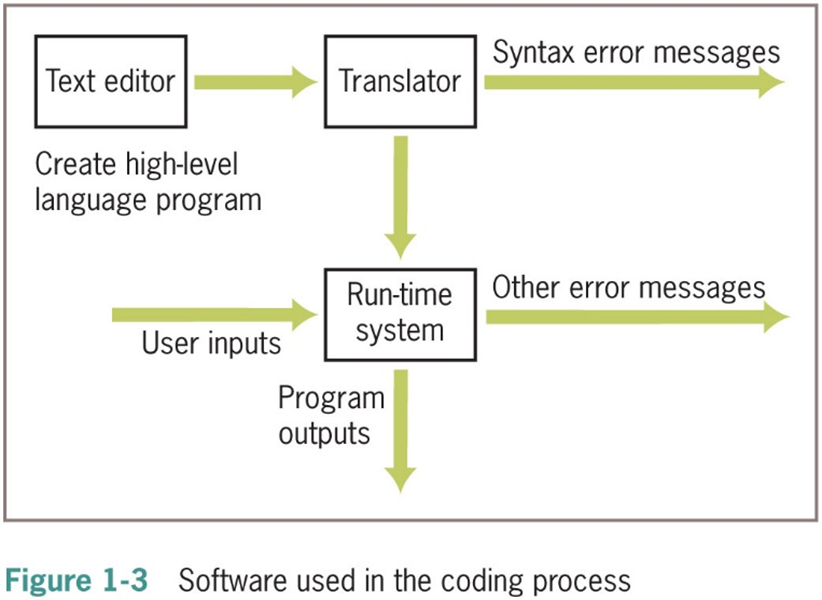 Text editor
Translator
Syntax error messages
Create high-level
language program
Run-time
system
Other error messages
User inputs
Program
outputs
Figure 1-3 Software used in the coding process